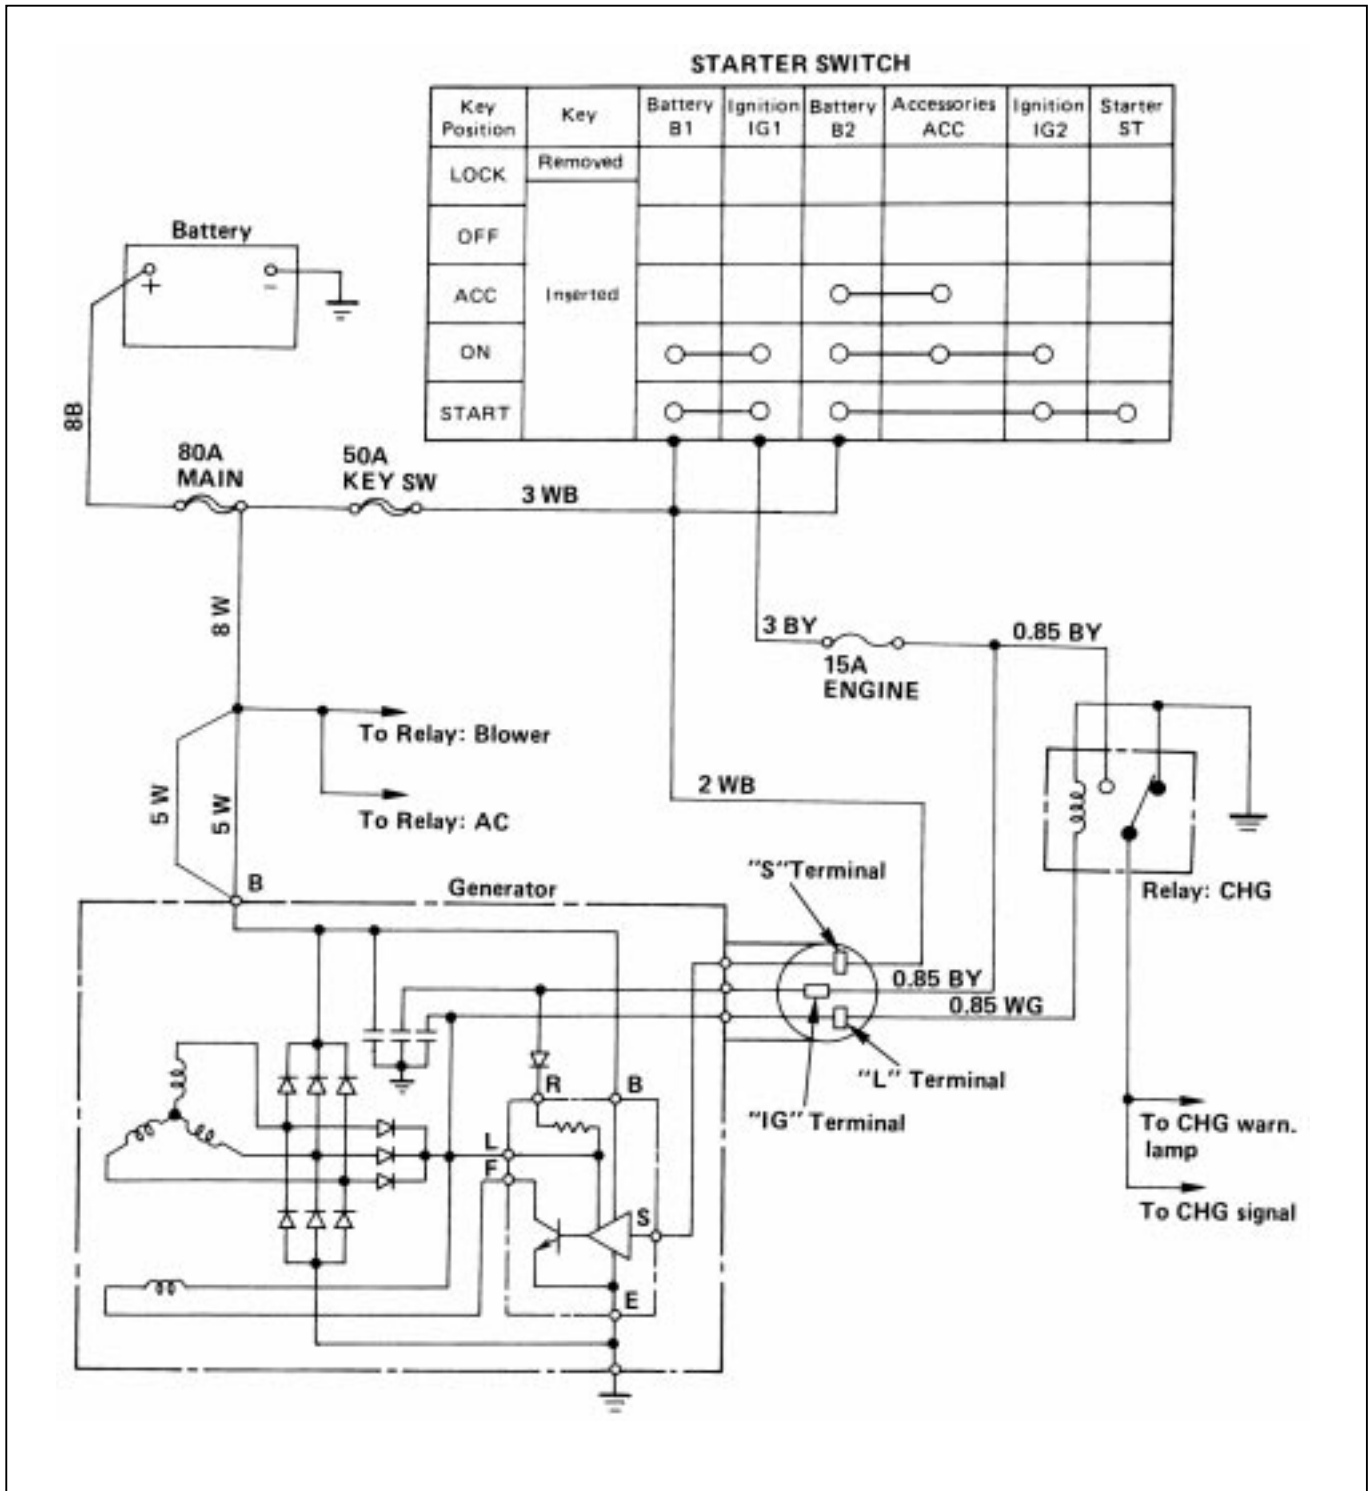 STARTER SWITCH
Key Position
Key
Battery B1
Ignition IG1
Battery B2
Accessories ACC
Ignition IG2
Starter ST
LOCK
Removed
OFF
ACC
Inserted
ON
START
Battery
+
-
8B
80A
MAIN
50A
KEY SW
3 WB
8 W
3 BY
15A
ENGINE
0.85 BY
To Relay: Blower
To Relay: AC
5 W
5 W
2 WB
"S" Terminal
Relay: CHG
B
Generator
0.85 BY
0.85 WG
"L" Terminal
"IG" Terminal
R
B
L
F
S
E
To CHG warn.
lamp
To CHG signal